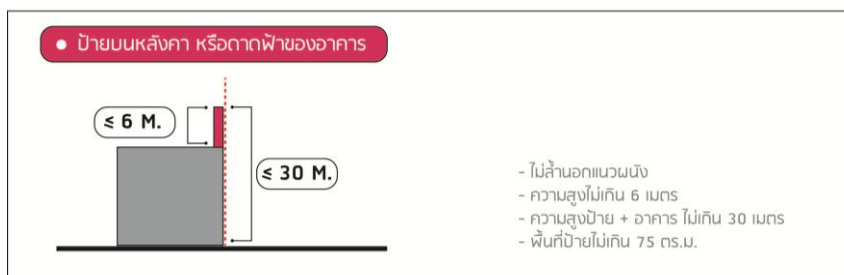 • ป้ายบนหลังคา หรือดาดฟ้าของอาคาร
≤ 6 M.
≤ 30 M.
- ไม่ล้ำนอกแนวผนัง
- ความสูงไม่เกิน 6 เมตร
- ความสูงป้าย + อาคาร ไม่เกิน 30 เมตร
- พื้นที่ป้ายไม่เกิน 75 ตร.ม.